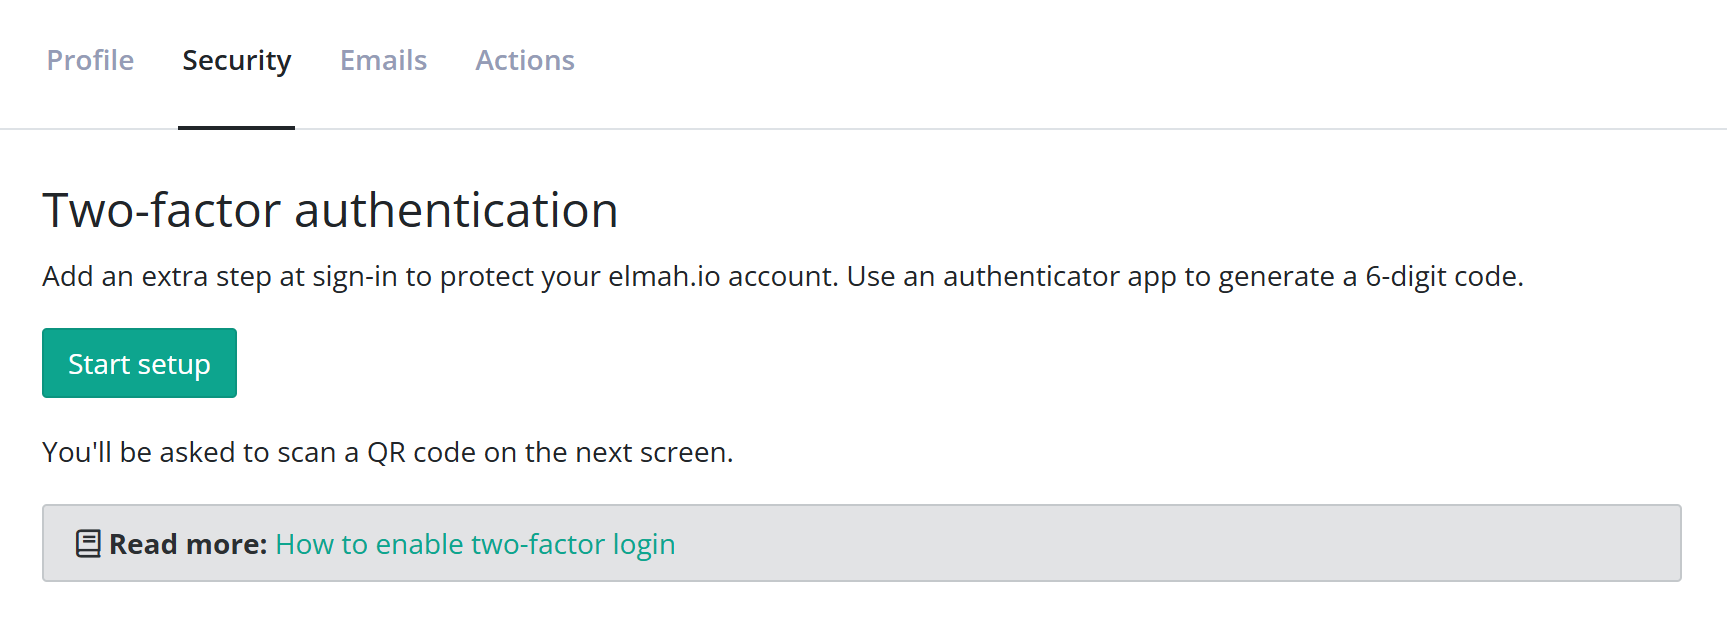 Profile Security Emails Actions
Two-factor authentication
Add an extra step at sign-in to protect your elmah.io account. Use an authenticator app to generate a 6-digit code.
Start setup
You'll be asked to scan a QR code on the next screen.
Read more: How to enable two-factor login